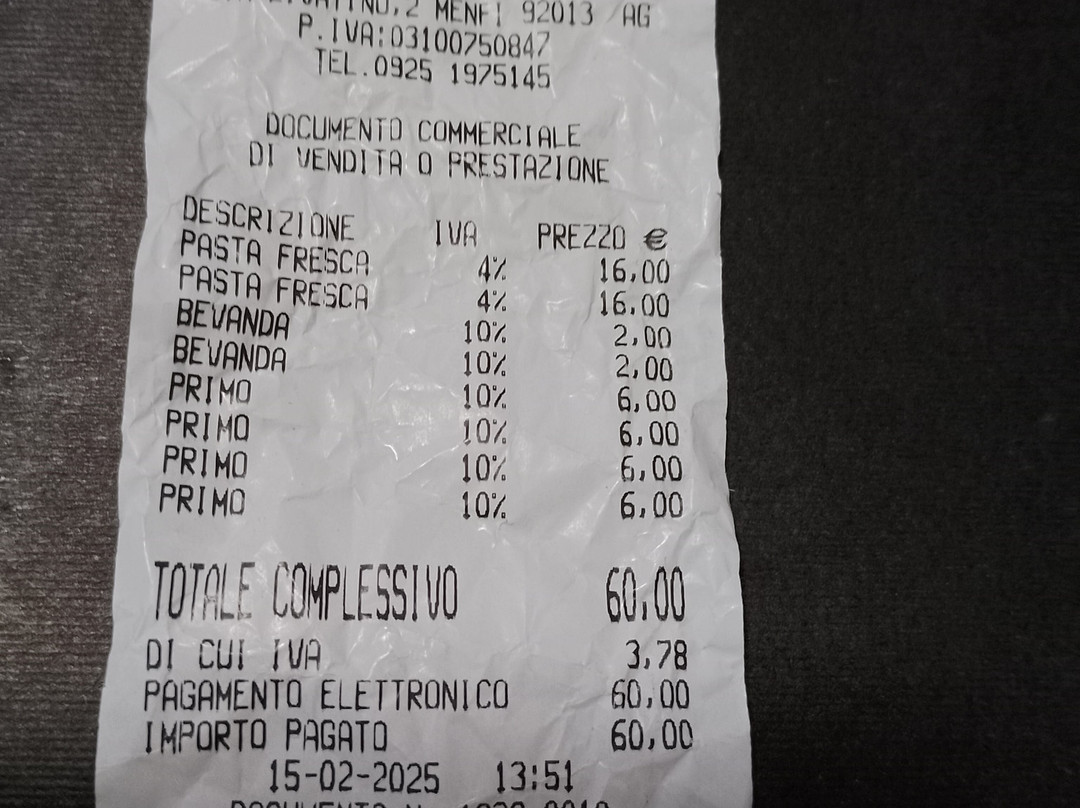 2 MENFI 92013 AG
P.IVA:03100750847
TEL.0925 1975145
DOCUMENTO COMMERCIALE
DI VENDITA O PRESTAZIONE
DESCRIZIONE IVA PREZZO €
PASTA FRESCA 4% 16,00
PASTA FRESCA 4% 16,00
BEVANDA 10% 2,00
BEVANDA 10% 2,00
PRIMO 10% 6,00
PRIMO 10% 6,00
PRIMO 10% 6,00
PRIMO 10% 6,00
TOTALE COMPLESSIVO 60,00
DI CUI IVA 3,78
PAGAMENTO ELETTRONICO 60,00
IMPORTO PAGATO 60,00
15-02-2025 13:51
DOCUMENTO N.